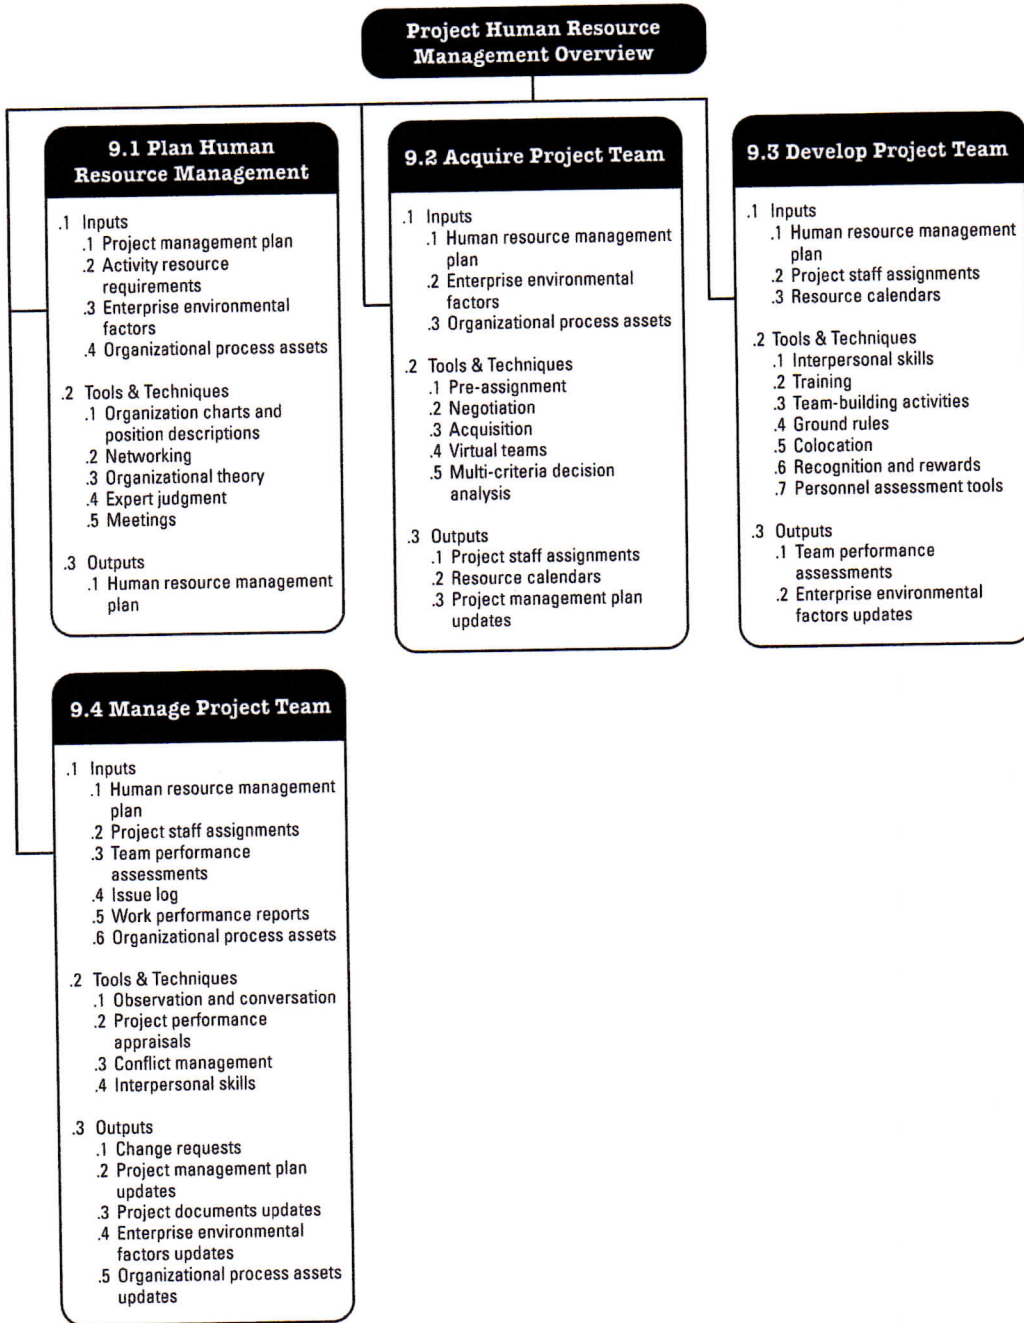 Project Human Resource
Management Overview
9.1 Plan Human
Resource Management
.1 Inputs
.1 Project management plan
.2 Activity resource
requirements
.3 Enterprise environmental
factors
.4 Organizational process assets
.2 Tools & Techniques
.1 Organization charts and
position descriptions
.2 Networking
.3 Organizational theory
.4 Expert judgment
.5 Meetings
.3 Outputs
.1 Human resource management
plan
9.2 Acquire Project Team
.1 Inputs
.1 Human resource management
plan
.2 Enterprise environmental
factors
.3 Organizational process assets
.2 Tools & Techniques
.1 Pre-assignment
.2 Negotiation
.3 Acquisition
.4 Virtual teams
.5 Multi-criteria decision
analysis
.3 Outputs
.1 Project staff assignments
.2 Resource calendars
.3 Project management plan
updates
9.3 Develop Project Team
.1 Inputs
.1 Human resource management
plan
.2 Project staff assignments
.3 Resource calendars
.2 Tools & Techniques
.1 Interpersonal skills
.2 Training
.3 Team-building activities
.4 Ground rules
.5 Colocation
.6 Recognition and rewards
.7 Personnel assessment tools
.3 Outputs
.1 Team performance
assessments
.2 Enterprise environmental
factors updates
9.4 Manage Project Team
.1 Inputs
.1 Human resource management
plan
.2 Project staff assignments
.3 Team performance
assessments
.4 Issue log
.5 Work performance reports
.6 Organizational process assets
.2 Tools & Techniques
.1 Observation and conversation
.2 Project performance
appraisals
.3 Conflict management
.4 Interpersonal skills
.3 Outputs
.1 Change requests
.2 Project management plan
updates
.3 Project documents updates
.4 Enterprise environmental
factors updates
.5 Organizational process assets
updates